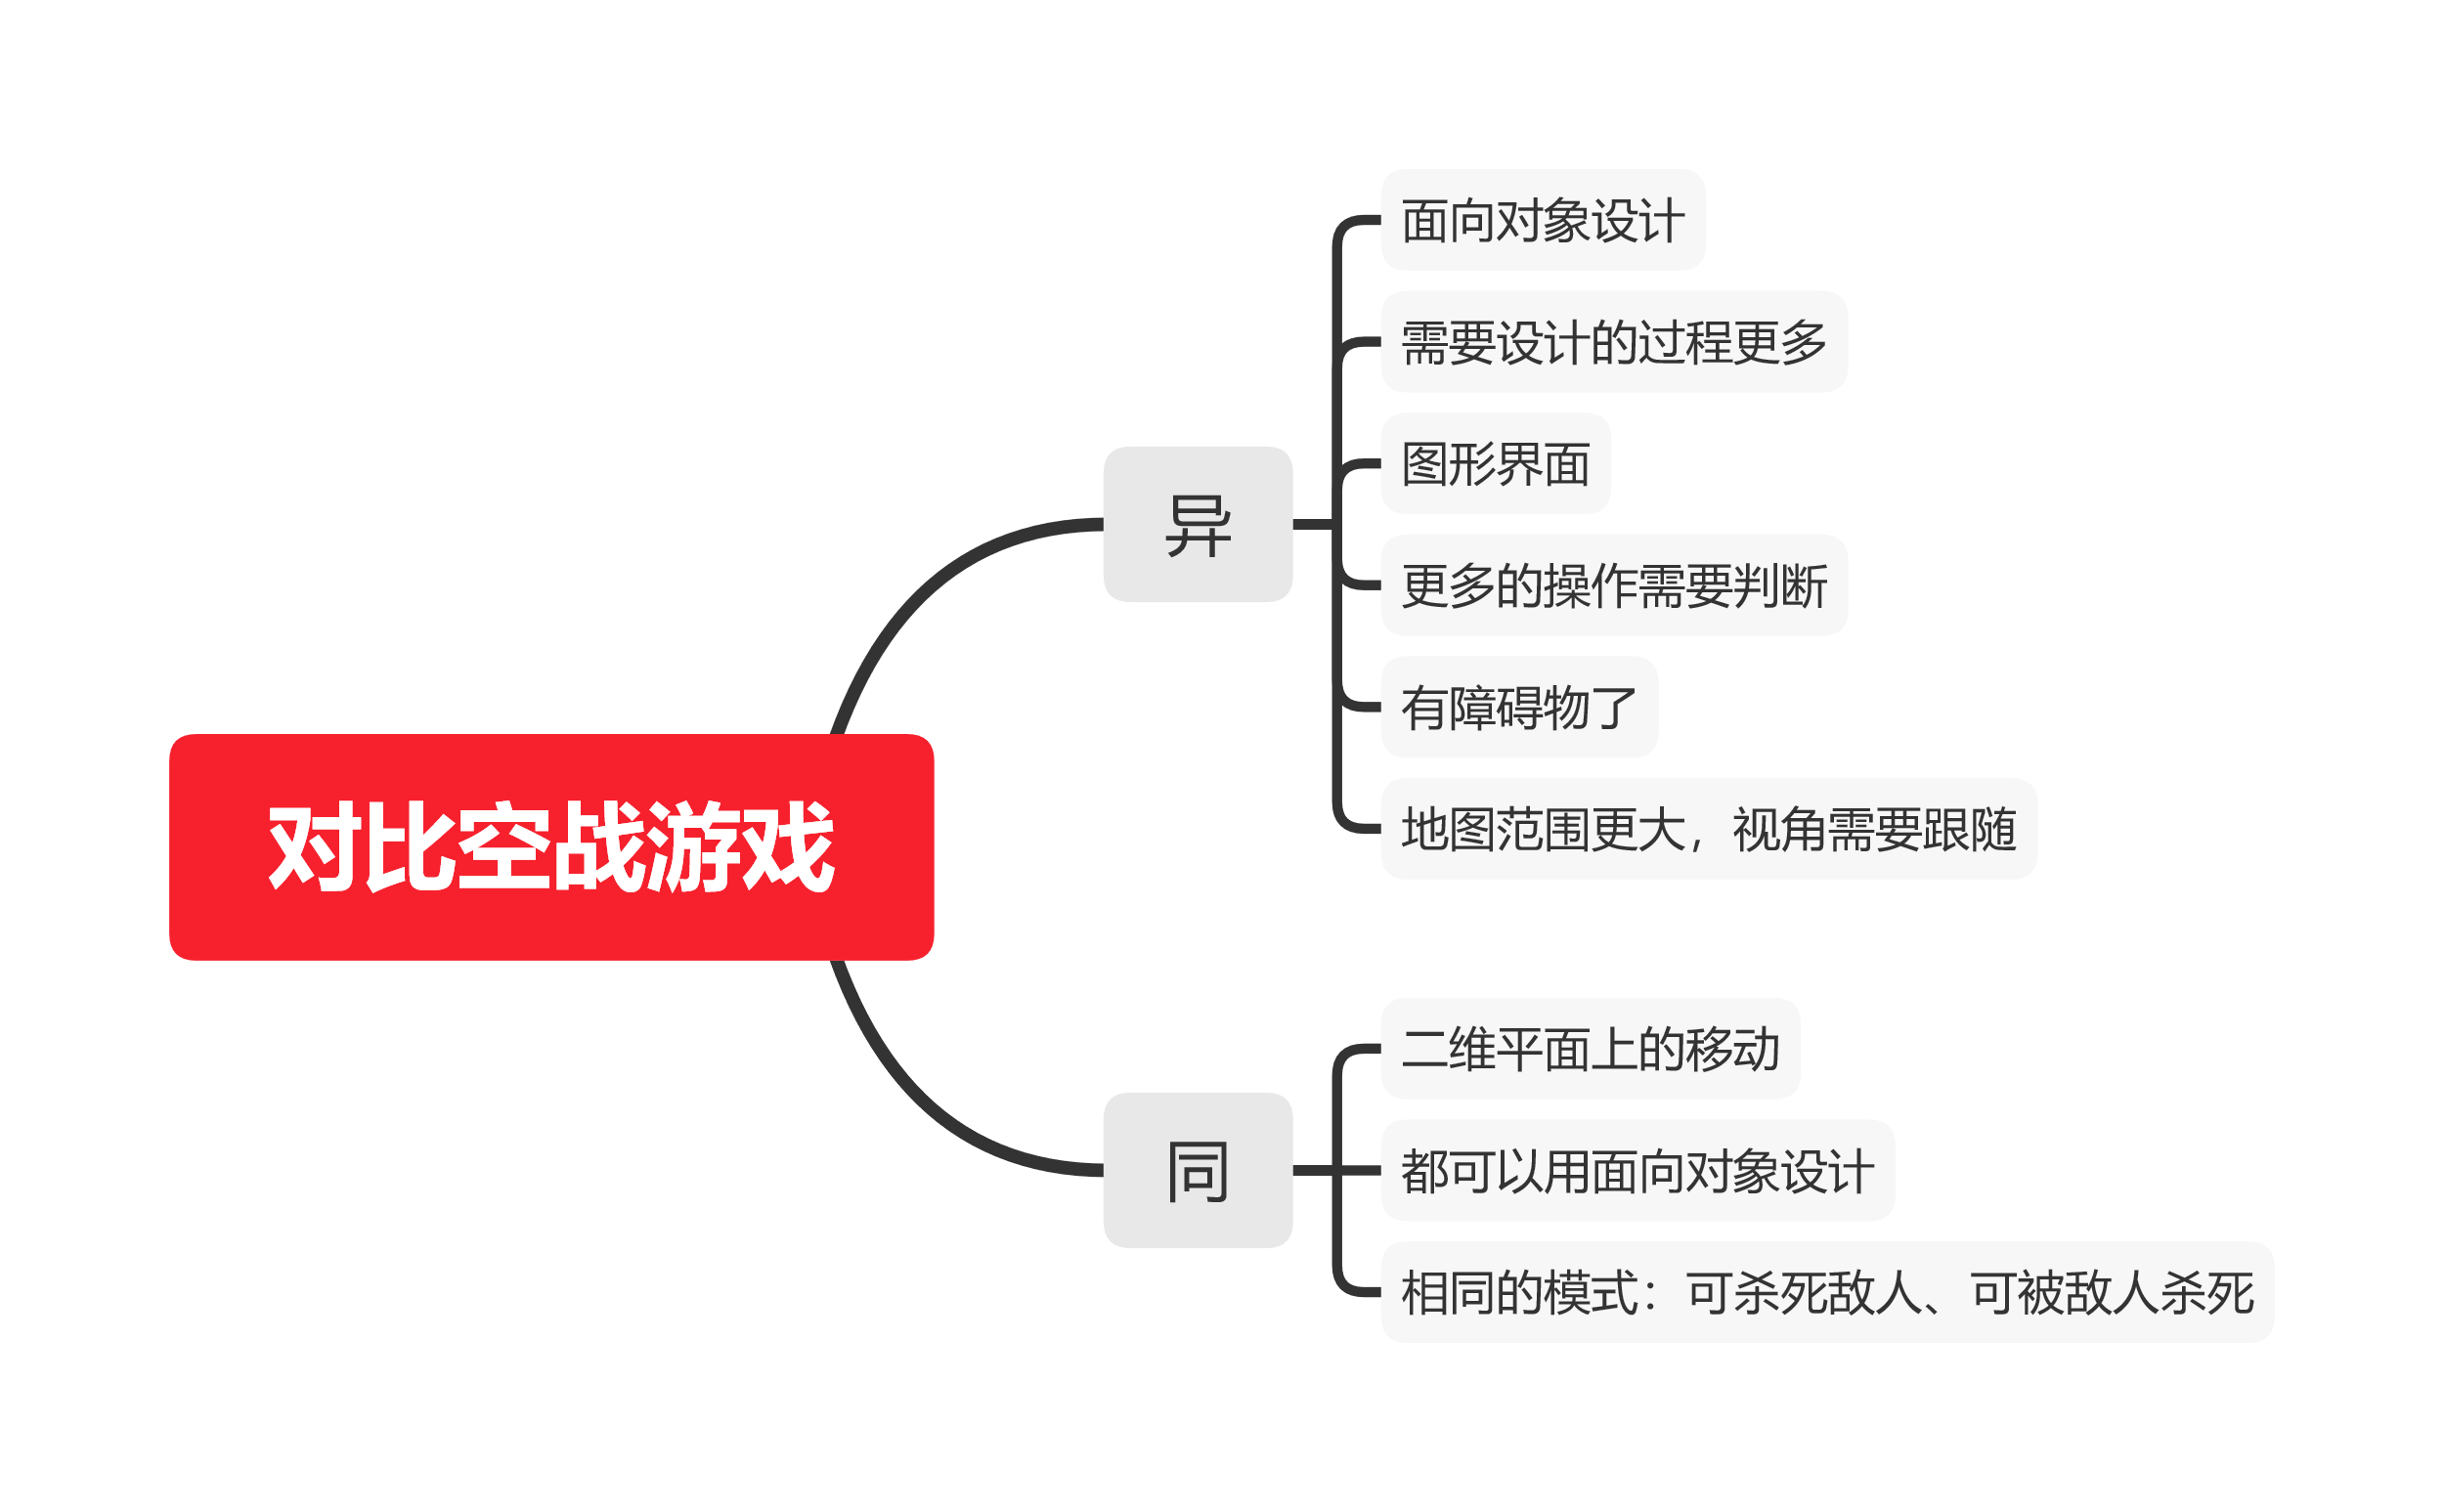 对比空战游戏
异
面向对象设计
需要设计的过程更多
图形界面
更多的操作需要判断
有障碍物了
地图范围更大，视角需要跟随
同
二维平面上的移动
都可以用面向对象设计
相同的模式：可杀死敌人、可被敌人杀死